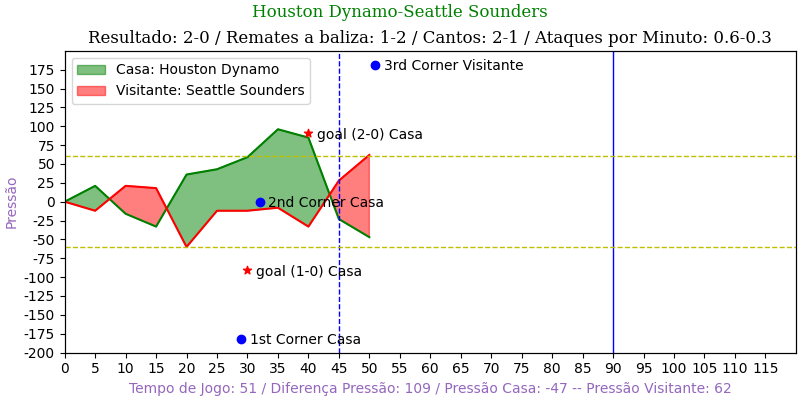 Houston Dynamo-Seattle Sounders
Resultado: 2-0 / Remates a baliza: 1-2 / Cantos: 2-1 / Ataques por Minuto: 0.6-0.3
Casa: Houston Dynamo
Visitante: Seattle Sounders
3rd Corner Visitante
goal (2-0) Casa
2nd Corner Casa
goal (1-0) Casa
1st Corner Casa
Pressão
175
150
125
100
75
50
25
0
-25
-50
-75
-100
-125
-150
-175
-200
0 5 10 15 20 25 30 35 40 45 50 55 60 65 70 75 80 85 90 95 100 105 110 115
Tempo de Jogo: 51 / Diferença Pressão: 109 / Pressão Casa: -47 -- Pressão Visitante: 62